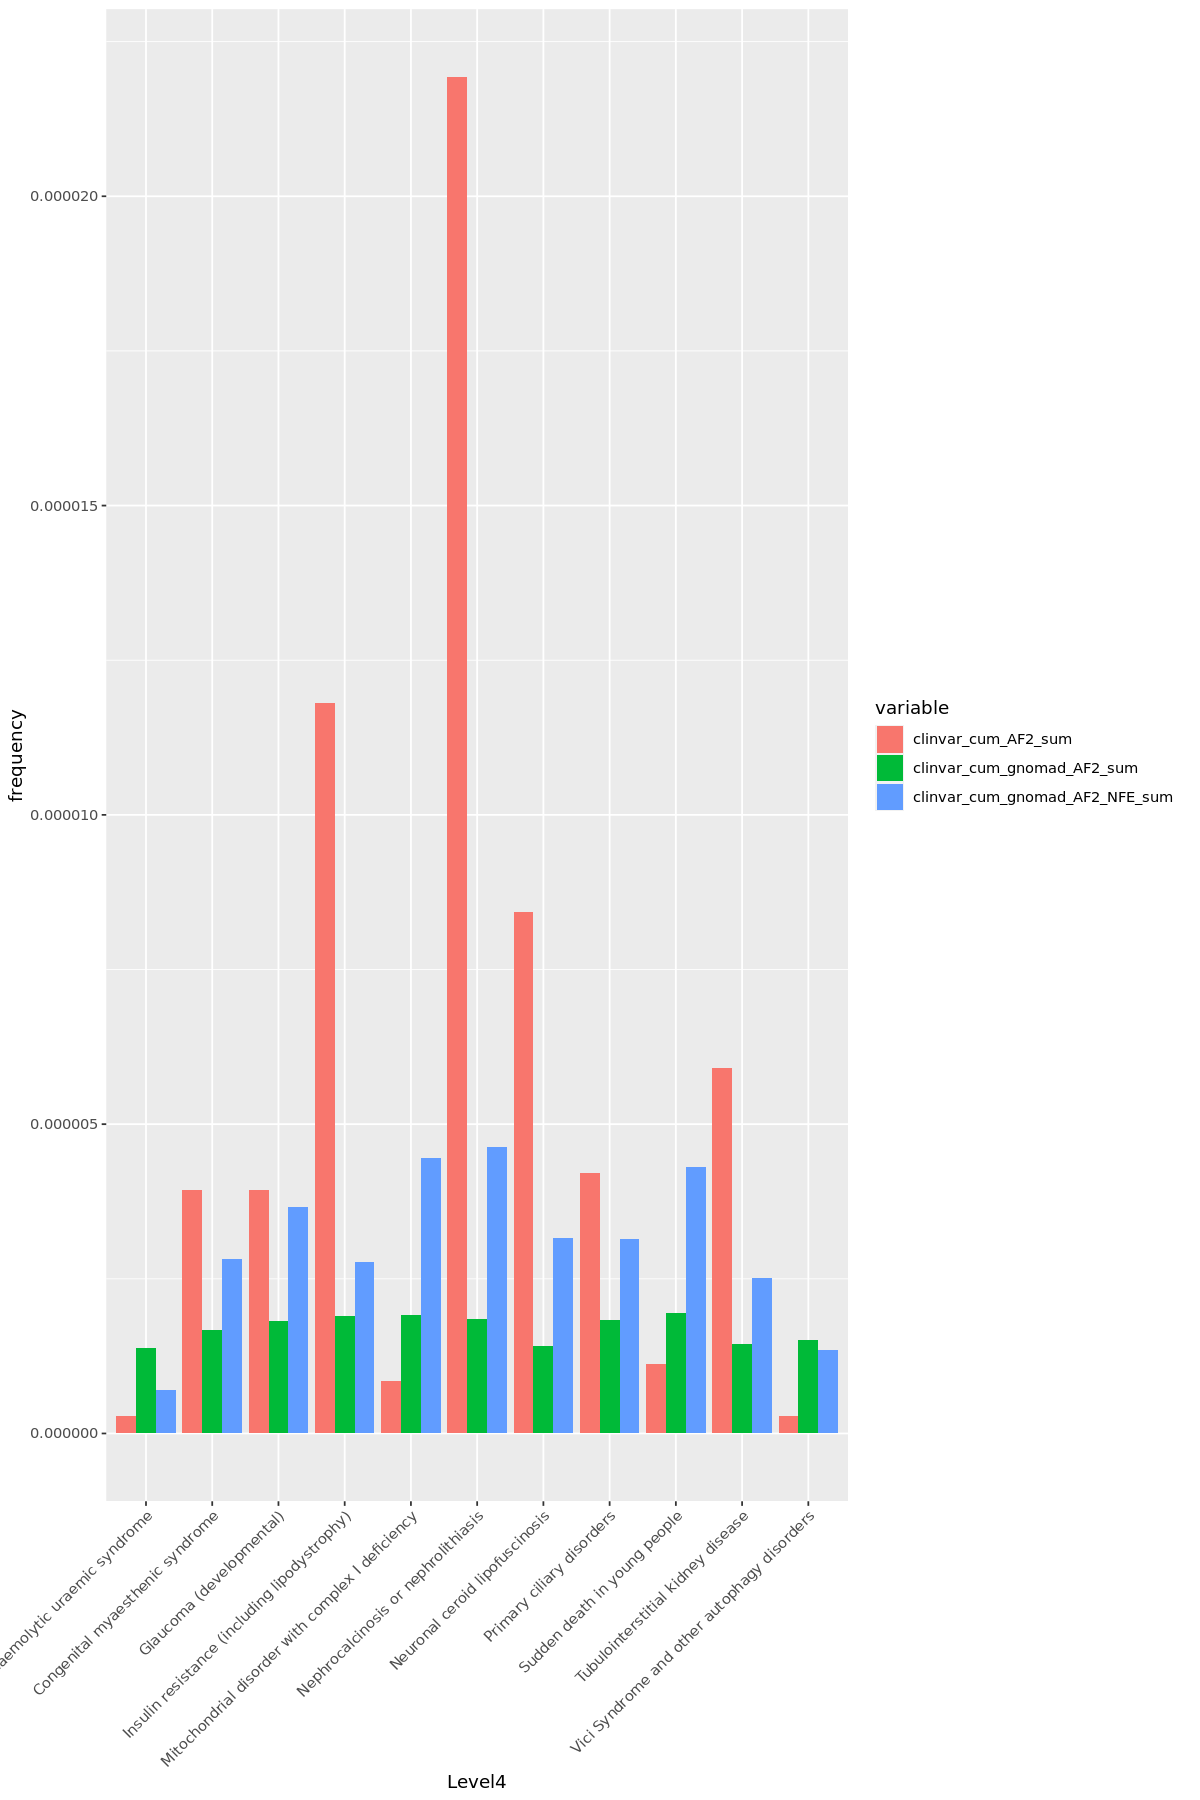 frequency
0.000020
0.000015
0.000010
0.000005
0.000000
variable
clinvar_cum_AF2_sum
clinvar_cum_gnomad_AF2_sum
clinvar_cum_gnomad_AF2_NFE_sum
uraemic syndrome
Congenital myaesthenic syndrome
Glaucoma (developmental)
Insulin resistance (including lipodystrophy)
Mitochondrial disorder with complex I deficiency
Nephrocalcinosis or nephrolithiasis
Neuronal ceroid lipofuscinosis
Primary ciliary disorders
Sudden death in young people
Tubulointerstitial kidney disease
Vici Syndrome and other autophagy disorders
Level4